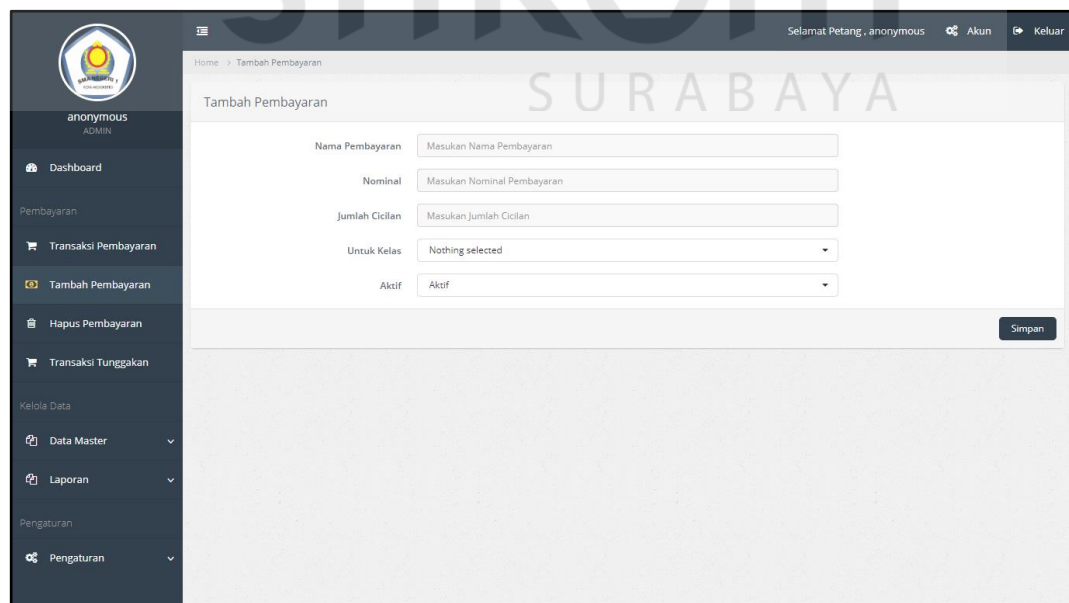 SURABAYA
Selamat Petang , anonymous Akun Keluar
Home > Tambah Pembayaran
anonymous
ADMIN
Dashboard
Pembayaran
Transaksi Pembayaran
Tambah Pembayaran
Hapus Pembayaran
Transaksi Tunggakan
Kelola Data
Data Master
Laporan
Pengaturan
Pengaturan
Tambah Pembayaran
Nama Pembayaran Masukan Nama Pembayaran
Nominal Masukan Nominal Pembayaran
Jumlah Cicilan Masukan Jumlah Cicilan
Untuk Kelas Nothing selected
Aktif Aktif
Simpan